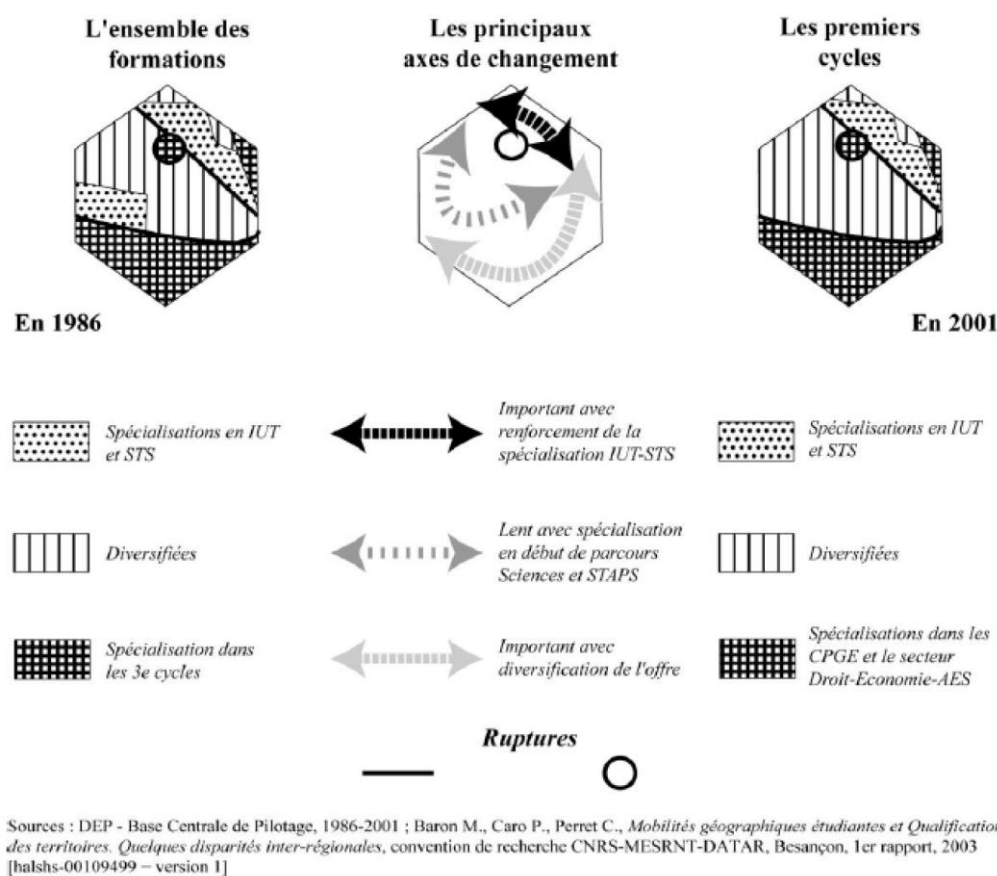 L'ensemble des
formations
Les principaux
axes de changement
Les premiers
cycles
En 1986
En 2001
Spécialisations en IUT
et STS
Important avec
renforcement de la
spécialisation IUT-STS
Spécialisations en IUT
et STS
Diversifiées
Lent avec spécialisation
en début de parcours
Sciences et STAPS
Diversifiées
Spécialisation dans
les 3e cycles
Important avec
diversification de l'offre
Spécialisations dans les
CPGE et le secteur
Droit-Economie-AES
Ruptures
Sources : DEP - Base Centrale de Pilotage, 1986-2001 ; Baron M., Caro P., Perret C., Mobilités géographiques étudiantes et Qualification
des territoires. Quelques disparités inter-régionales, convention de recherche CNRS-MESRNT-DATAR, Besançon, 1er rapport, 2003
[halshs-00109499 – version 1]